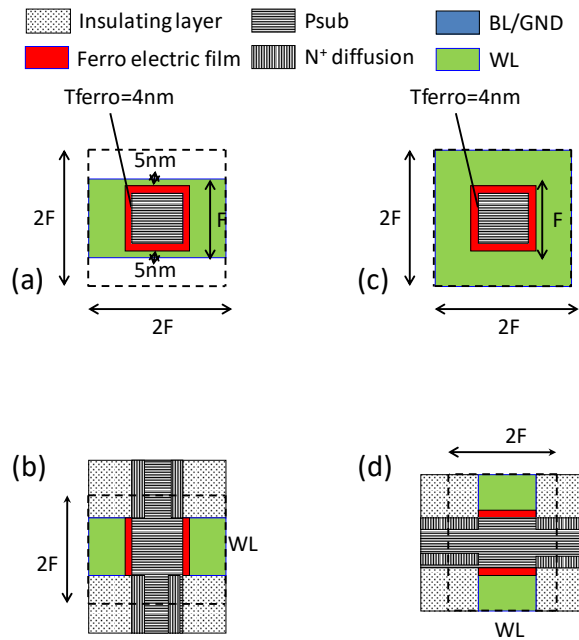 Insulating layer Psub BL/GND
Ferro electric film N⁺ diffusion WL
Tferro=4nm Tferro=4nm
5nm
2F F 2F F
(a) (c)
5nm
2F 2F
(b) (d) 2F
2F WL
WL